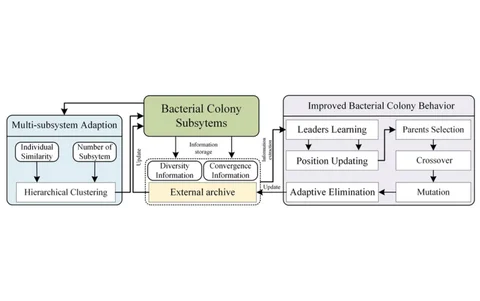 Multi-subsystem Adaption
Individual
Similarity
Number of
Subsytem
Hierarchical Clustering
Update
Bacterial Colony
Subsytems
Information
storage
Diversity
Information
Convergence
Information
External archive
Information
extraction
Update
Improved Bacterial Colony Behavior
Leaders Learning
Position Updating
Adaptive Elimination
Parents Selection
Crossover
Mutation